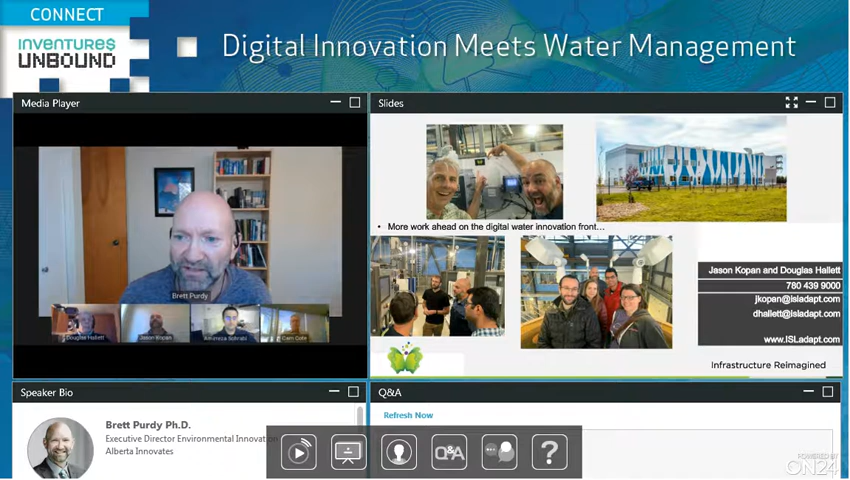 CONNECT
INVENTURES
UNBOUND
Digital Innovation Meets Water Management
Media Player
Slides
• More work ahead on the digital water innovation front…
Jason Kopan and Douglas Hallett
780 439 9000
jkopan@isladapt.com
dhallett@isladapt.com
www.ISLadapt.com
Infrastructure Reimagined
Brett Purdy
Douglas Hallett
Jason Kopan
Cam Cote
Speaker Bio
Q&A
Refresh Now
Brett Purdy Ph.D.
Executive Director Environmental Innovation
Alberta Innovates
Q&A
?
POWERED BY
ON24